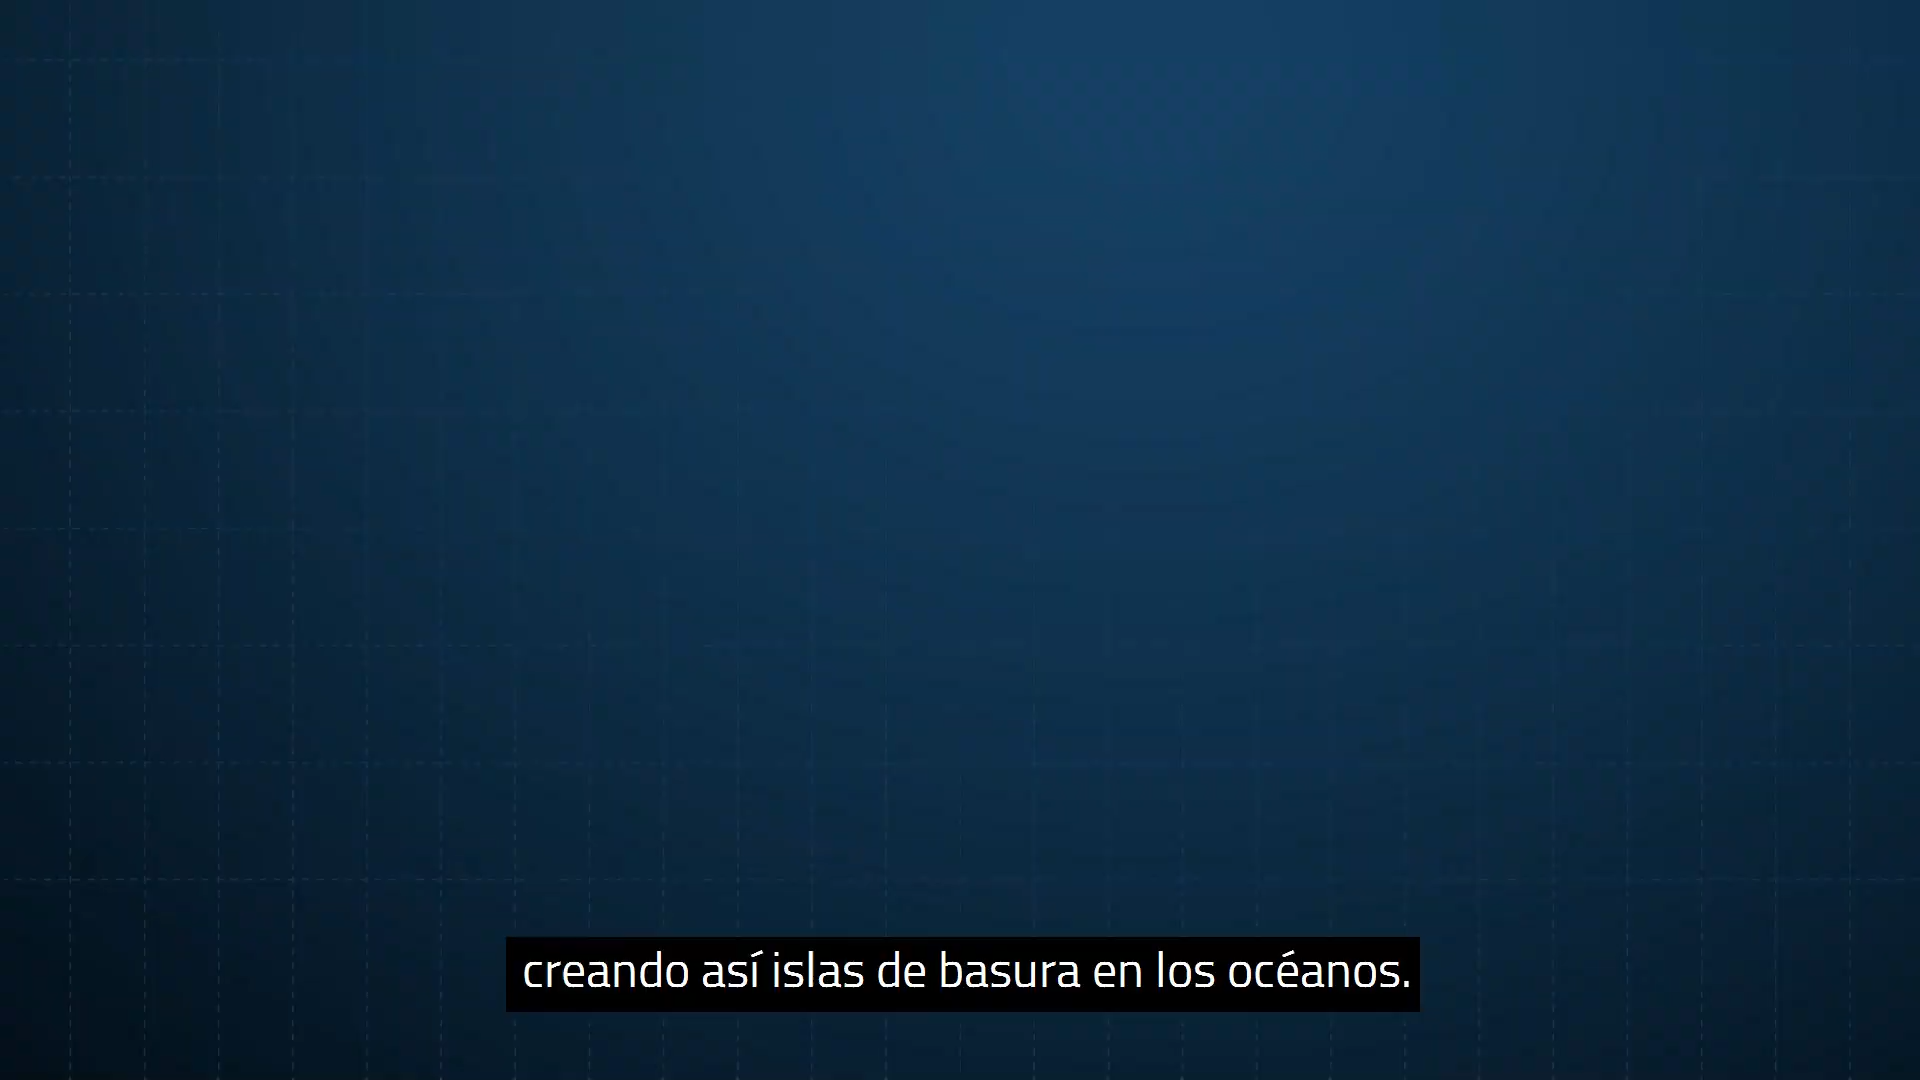 creando así islas de basura en los océanos.